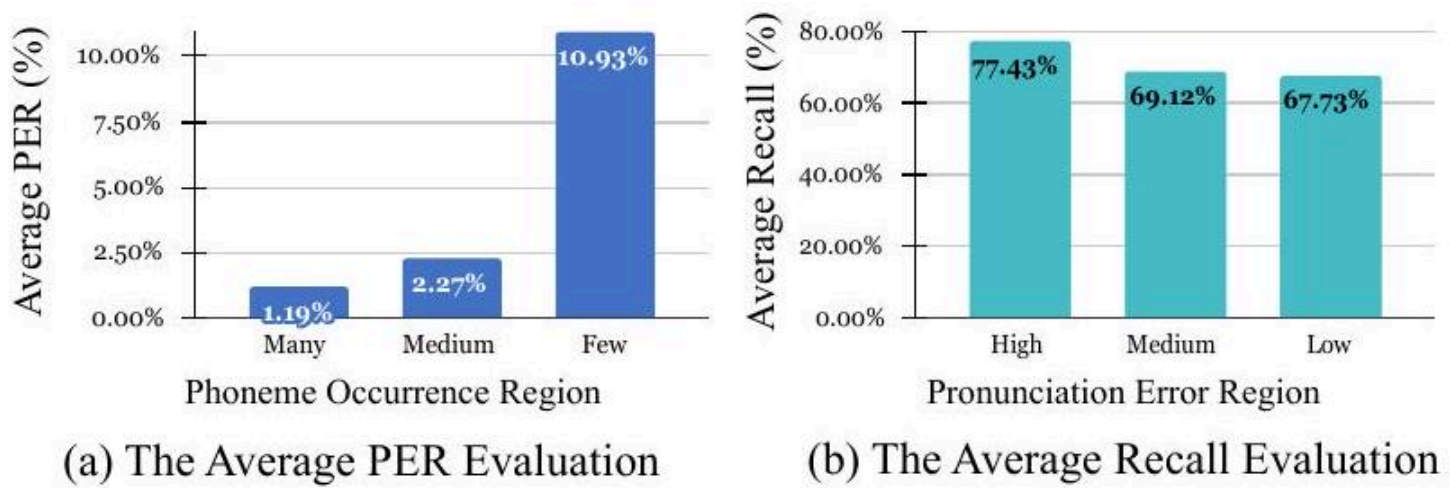 Average PER (%)
10.00%
7.50%
5.00%
2.50%
0.00%
1.19%
2.27%
10.93%
Many Medium Few
Phoneme Occurrence Region
(a) The Average PER Evaluation
Average Recall (%)
80.00%
60.00%
40.00%
20.00%
0.00%
77.43%
69.12%
67.73%
High Medium Low
Pronunciation Error Region
(b) The Average Recall Evaluation